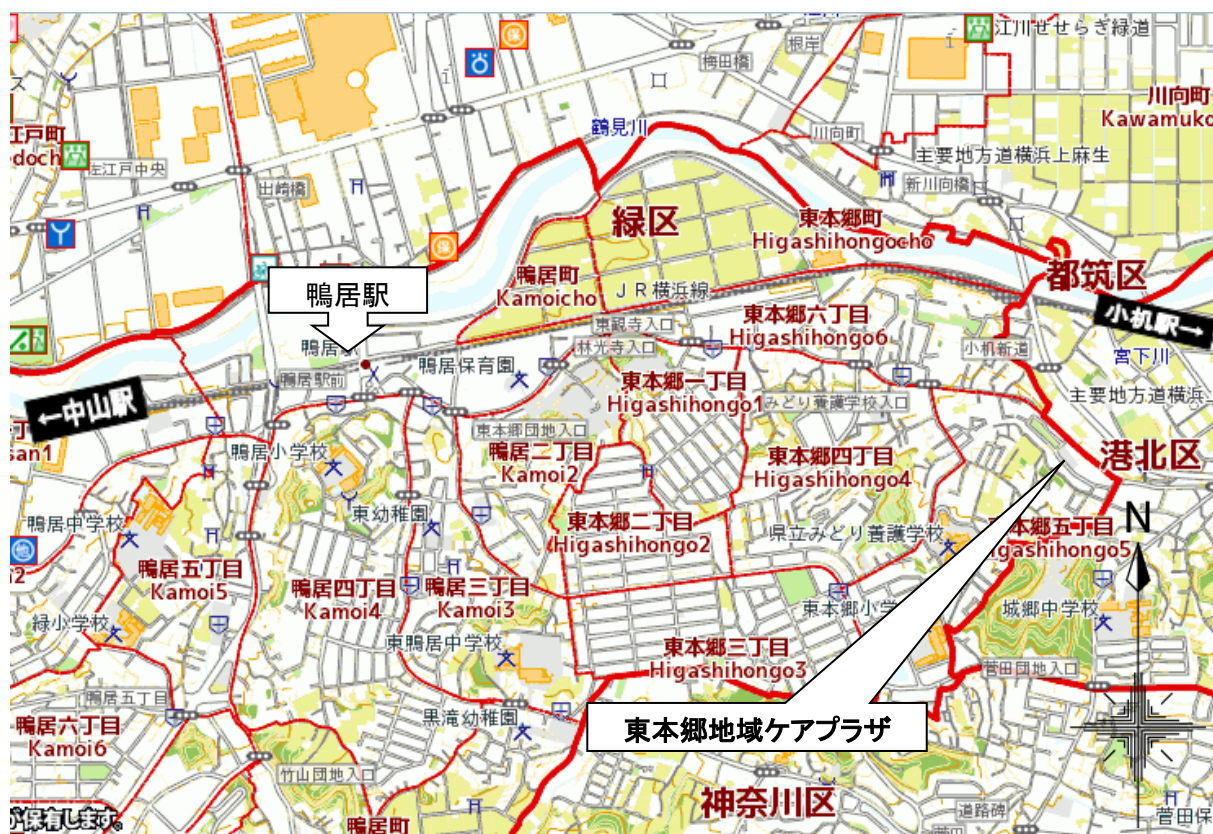 江川せせらぎ緑道
根岸
梅田橋
川向町
Kawamuko
鶴見川
川向町
主要地方道横浜上麻生
江戸町
edoch
佐江戸中央
出崎橋
新川向橋
緑区
東本郷町
Higashihongocho
都筑区
鴨居町
Kamoicho
鴨居駅
JR横浜線
小机駅→
東観寺入口
東本郷六丁目
Higashihongo6
林光寺入口
小机新道
宮下川
鴨居保育園
鴨居駅前
←中山駅
東本郷一丁目
Higashihongo1
みどり養護学校入口
主要地方道横浜
san1
東本郷団地入口
鴨居二丁目
Kamoi2
東本郷四丁目
Higashihongo4
港北区
鴨居小学校
東幼稚園
N
鴨居中学校
東本郷二丁目
Higashihongo2
県立みどり養護学校
東本郷五丁目
Higashihongo5
鴨居五丁目
Kamoi5
鴨居四丁目
Kamoi4
鴨居三丁目
Kamoi3
東本郷小学
城郷中学校
緑小学校
東鴨居中学校
東本郷三丁目
Higashihongo3
菅田団地入口
鴨居五丁目
鴨居六丁目
Kamoi6
黒滝幼稚園
東本郷地域ケアプラザ
竹山団地入口
神奈川区
道路碑
菅田保
が保有します。
鴨居町
菅田